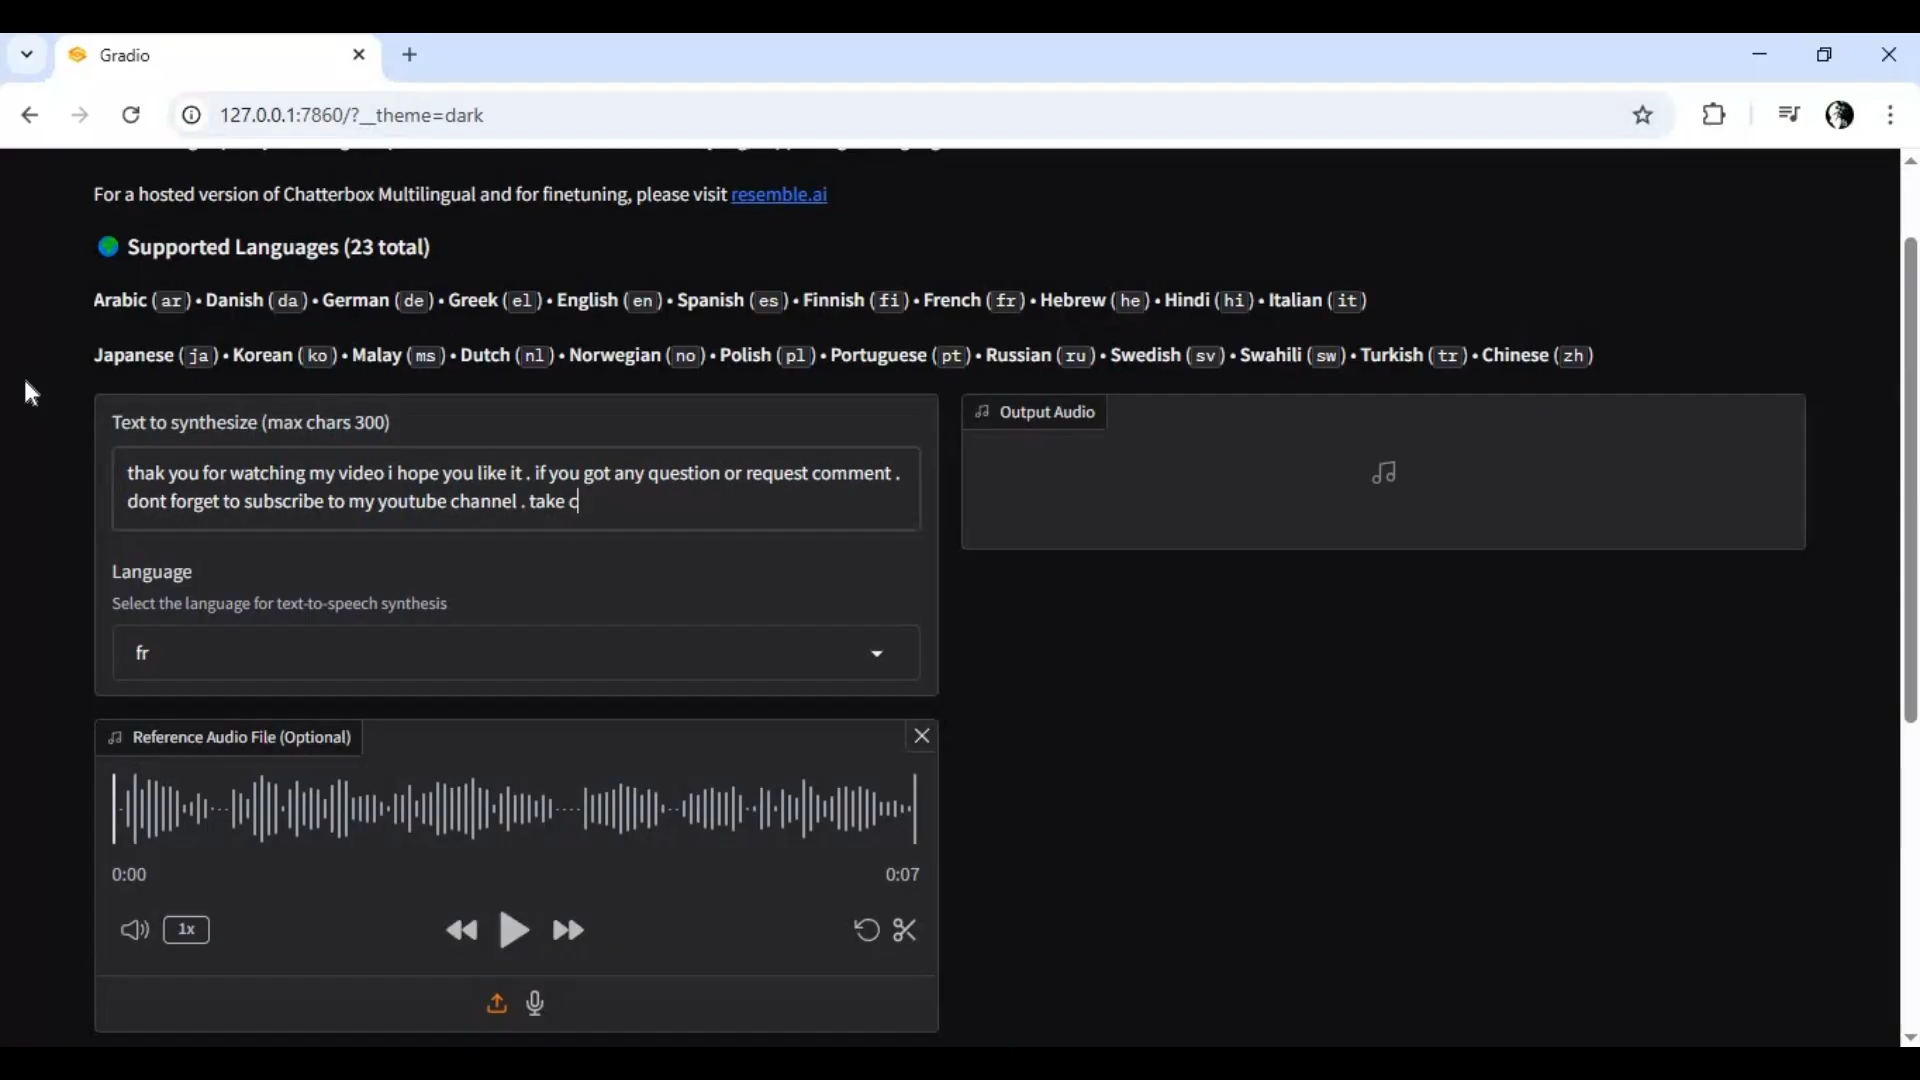 Gradio
127.0.0.1:7860/?__theme=dark
For a hosted version of Chatterbox Multilingual and for finetuning, please visit resemble.ai
Supported Languages (23 total)
Arabic (ar) • Danish (da) • German (de) • Greek (el) • English (en) • Spanish (es) • Finnish (fi) • French (fr) • Hebrew (he) • Hindi (hi) • Italian (it)
Japanese (ja) • Korean (ko) • Malay (ms) • Dutch (nl) • Norwegian (no) • Polish (pl) • Portuguese (pt) • Russian (ru) • Swedish (sv) • Swahili (sw) • Turkish (tr) • Chinese (zh)
Text to synthesize (max chars 300)
thak you for watching my video i hope you like it . if you got any question or request comment .
dont forget to subscribe to my youtube channel . take c
Language
Select the language for text-to-speech synthesis
fr
Output Audio
Reference Audio File (Optional)
0:00
0:07
1x